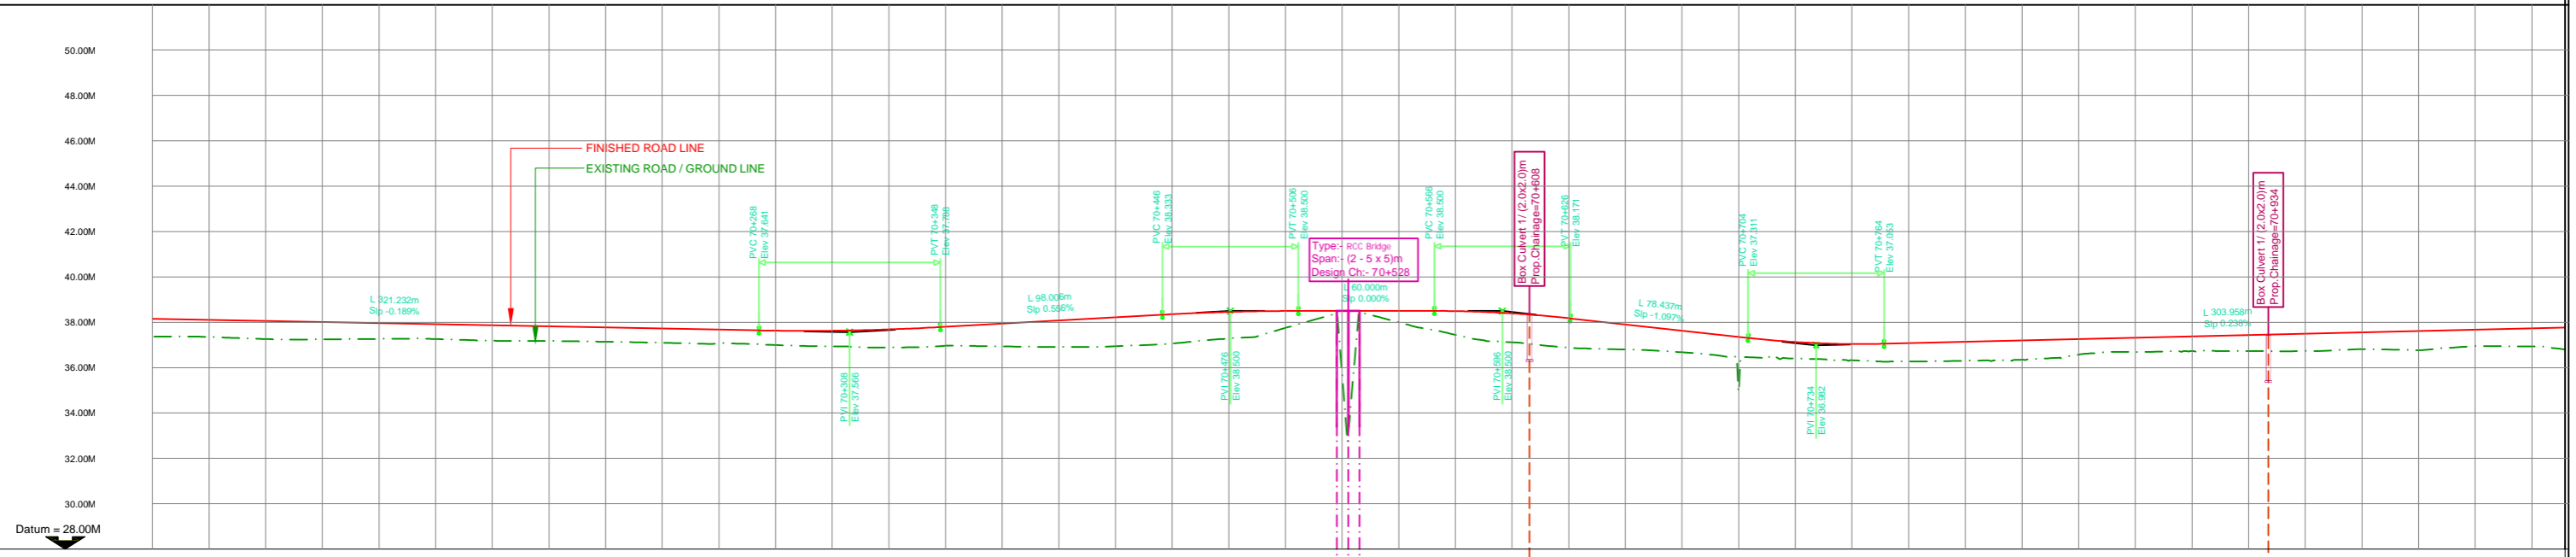 50.00M
48.00M
46.00M
44.00M
42.00M
40.00M
38.00M
36.00M
34.00M
32.00M
30.00M
Datum = 28.00M
FINISHED ROAD LINE
EXISTING ROAD / GROUND LINE
L 321.232m
Slp -0.189%
PVC 70+268
Elev 37.641
PVI 70+308
Elev 37.566
PVT 70+348
Elev 37.788
L 98.006m
Slp 0.556%
PVC 70+446
Elev 38.333
PVI 70+476
Elev 38.500
PVT 70+506
Elev 38.500
Type:- RCC Bridge
Span:- (2 - 5 x 5)m
Design Ch:- 70+528
L 60.000m
Slp 0.000%
PVC 70+566
Elev 38.500
PVI 70+596
Elev 38.500
Box Culvert 1/ (2.0x2.0)m
Prop.Chainage=70+608
PVT 70+626
Elev 38.171
L 78.437m
Slp -1.097%
PVC 70+704
Elev 37.311
PVI 70+734
Elev 36.982
PVT 70+764
Elev 37.053
L 303.958m
Slp 0.238%
Box Culvert 1/ (2.0x2.0)m
Prop.Chainage=70+934